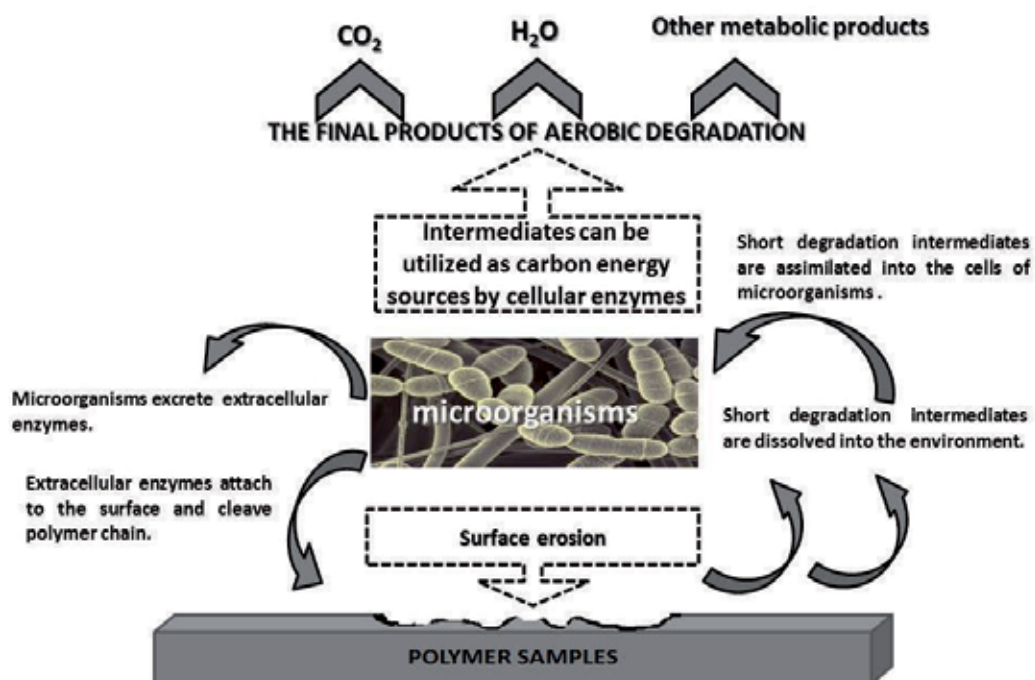 CO₂
H₂O
Other metabolic products
THE FINAL PRODUCTS OF AEROBIC DEGRADATION
Intermediates can be
utilized as carbon energy
sources by cellular enzymes
Short degradation intermediates
are assimilated into the cells of
microorganisms .
Microorganisms excrete extracellular
enzymes.
microorganisms
Short degradation intermediates
are dissolved into the environment.
Extracellular enzymes attach
to the surface and cleave
polymer chain.
Surface erosion
POLYMER SAMPLES